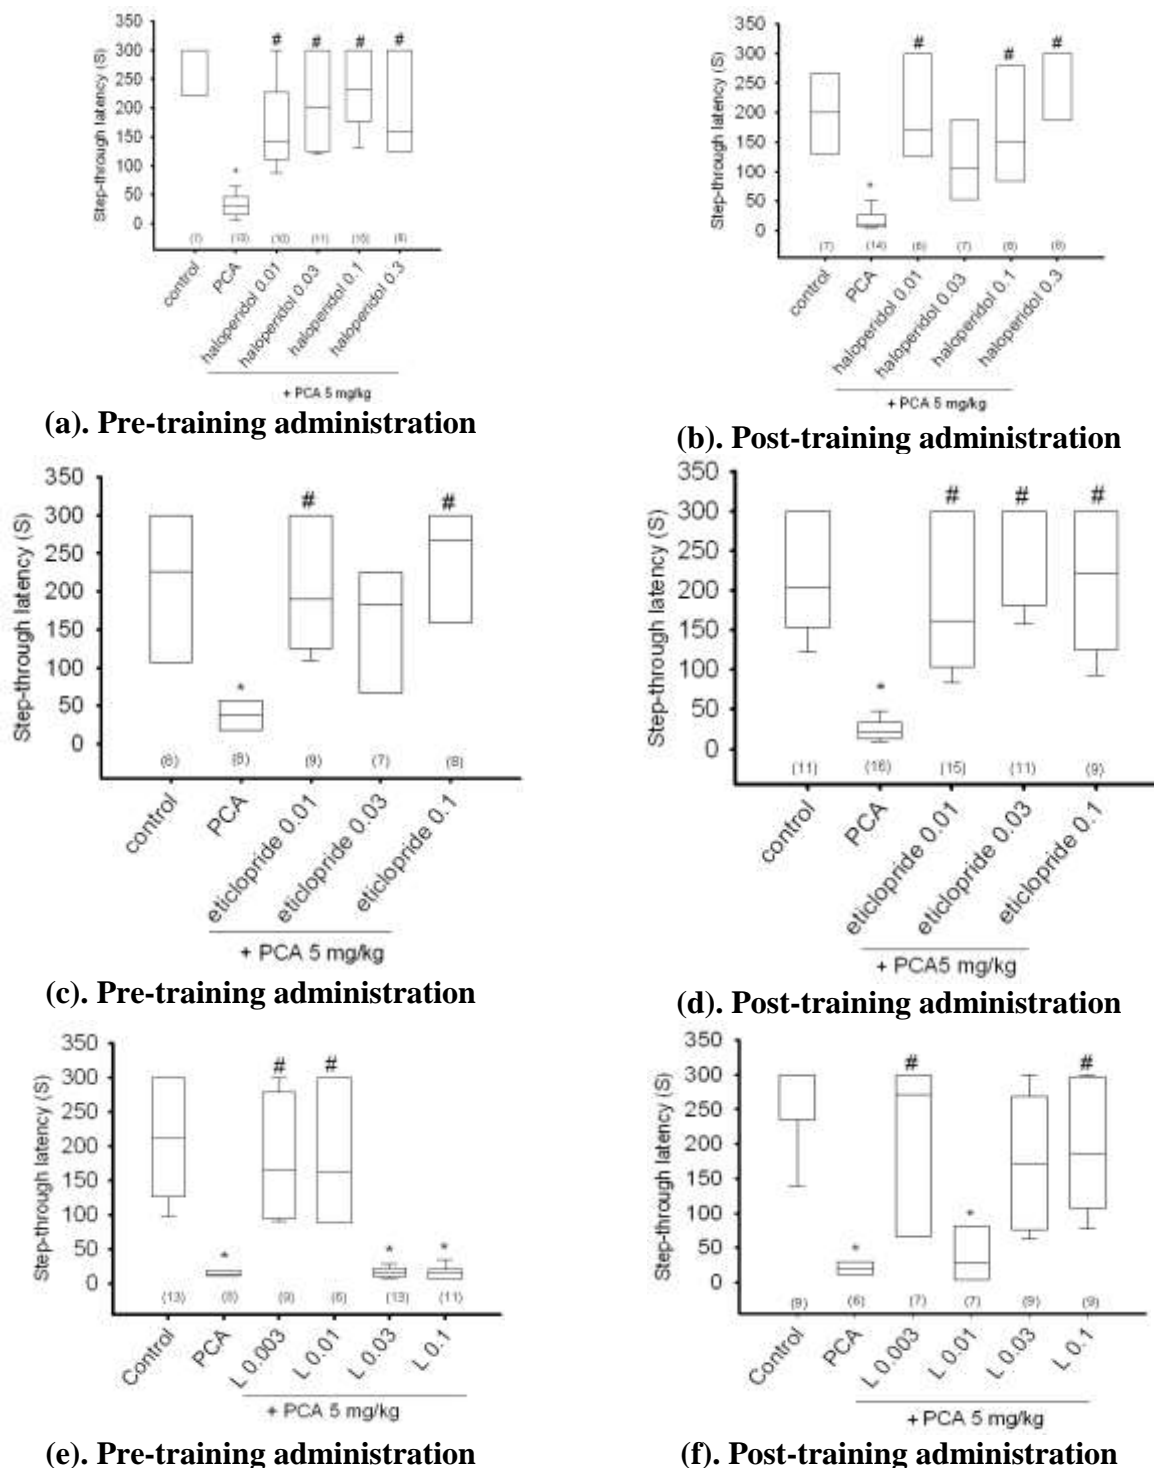 350
300
250
200
150
100
50
0
Step-through latency (S)
# # # #
*
(7) (10) (11)
control PCA haloperidol 0.01 haloperidol 0.03 haloperidol 0.1 haloperidol 0.3
+ PCA 5 mg/kg
(a). Pre-training administration
350
300
250
200
150
100
50
0
Step-through latency (S)
# # #
*
(7) (14) (6) (7)
control PCA haloperidol 0.01 haloperidol 0.03 haloperidol 0.1 haloperidol 0.3
+ PCA 5 mg/kg
(b). Post-training administration
350
300
250
200
150
100
50
0
Step-through latency (S)
# #
*
(8) (9) (7) (8)
control PCA eticlopride 0.01 eticlopride 0.03 eticlopride 0.1
+ PCA 5 mg/kg
(c). Pre-training administration
350
300
250
200
150
100
50
0
Step-through latency (S)
# # #
*
(11) (16) (15) (11) (9)
control PCA eticlopride 0.01 eticlopride 0.03 eticlopride 0.1
+ PCA5 mg/kg
(d). Post-training administration
350
300
250
200
150
100
50
0
Step-through latency (S)
# #
* * *
(13) (9) (6) (13) (11)
Control PCA L 0.003 L 0.01 L 0.03 L 0.1
+ PCA 5 mg/kg
(e). Pre-training administration
350
300
250
200
150
100
50
0
Step-through latency (S)
# #
* *
(9) (6) (7) (7) (9) (9)
Control PCA L 0.003 L 0.01 L 0.03 L 0.1
+ PCA 5 mg/kg
(f). Post-training administration